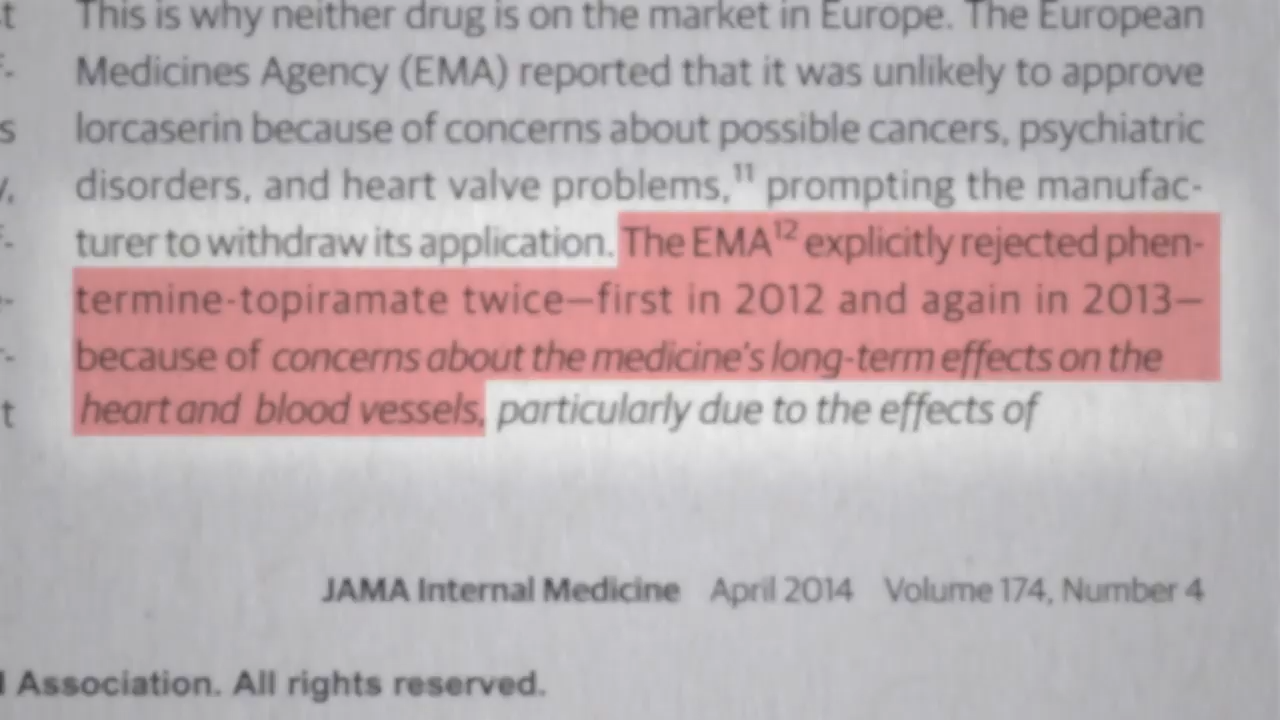 t This is why neither drug is on the market in Europe. The European
f- Medicines Agency (EMA) reported that it was unlikely to approve
s lorcaserin because of concerns about possible cancers, psychiatric
y, disorders, and heart valve problems,¹¹ prompting the manufac-
f- turer to withdraw its application. The EMA¹² explicitly rejected phen-
- termine-topiramate twice—first in 2012 and again in 2013—
r- because of concerns about the medicine's long-term effects on the
t heart and blood vessels, particularly due to the effects of
JAMA Internal Medicine April 2014 Volume 174, Number 4
Association. All rights reserved.